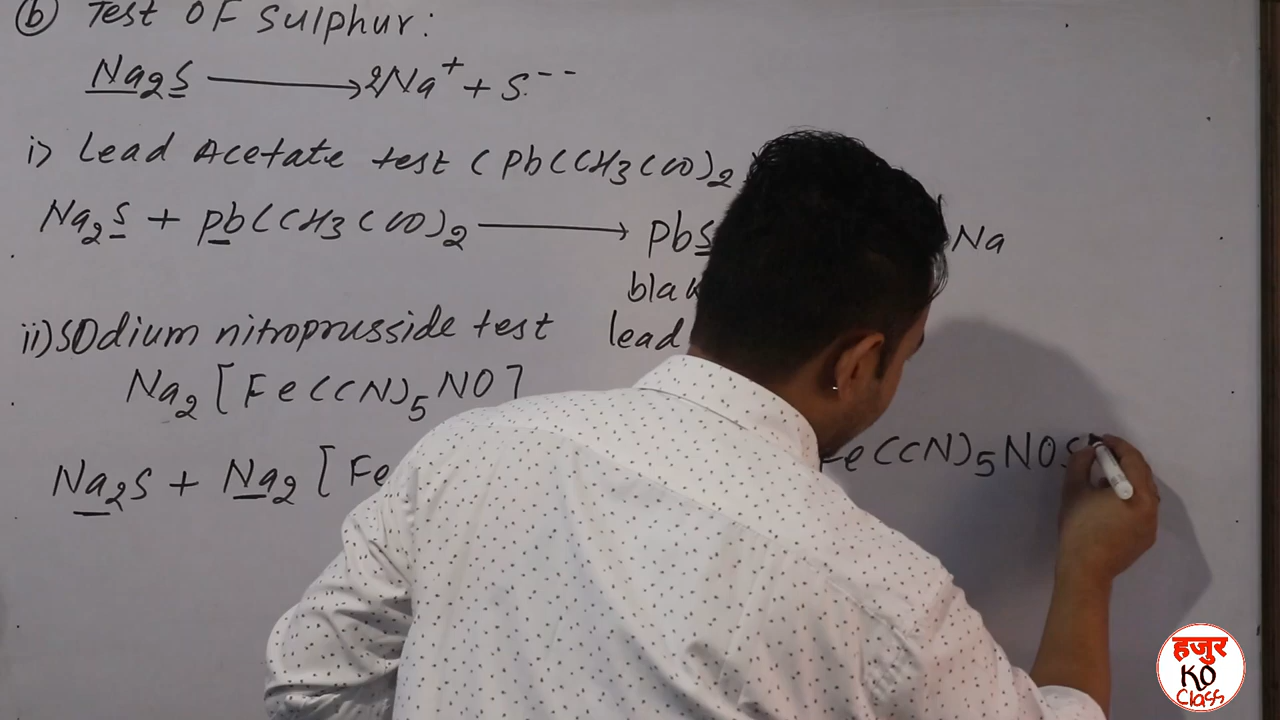 b) Test OF Sulphur:
Na2S ⟶ 2Na+ + S--
i) Lead Acetate test (Pb(CH3COO)2
Na2S + pb(CH3COO)2 ⟶ PbS Na
ii) SOdium nitroprusside test lead
Na2[Fe(CN)5NO]
Na2S + Na2[Fe Fe(CN)5NOS
हजुर
KO
Class